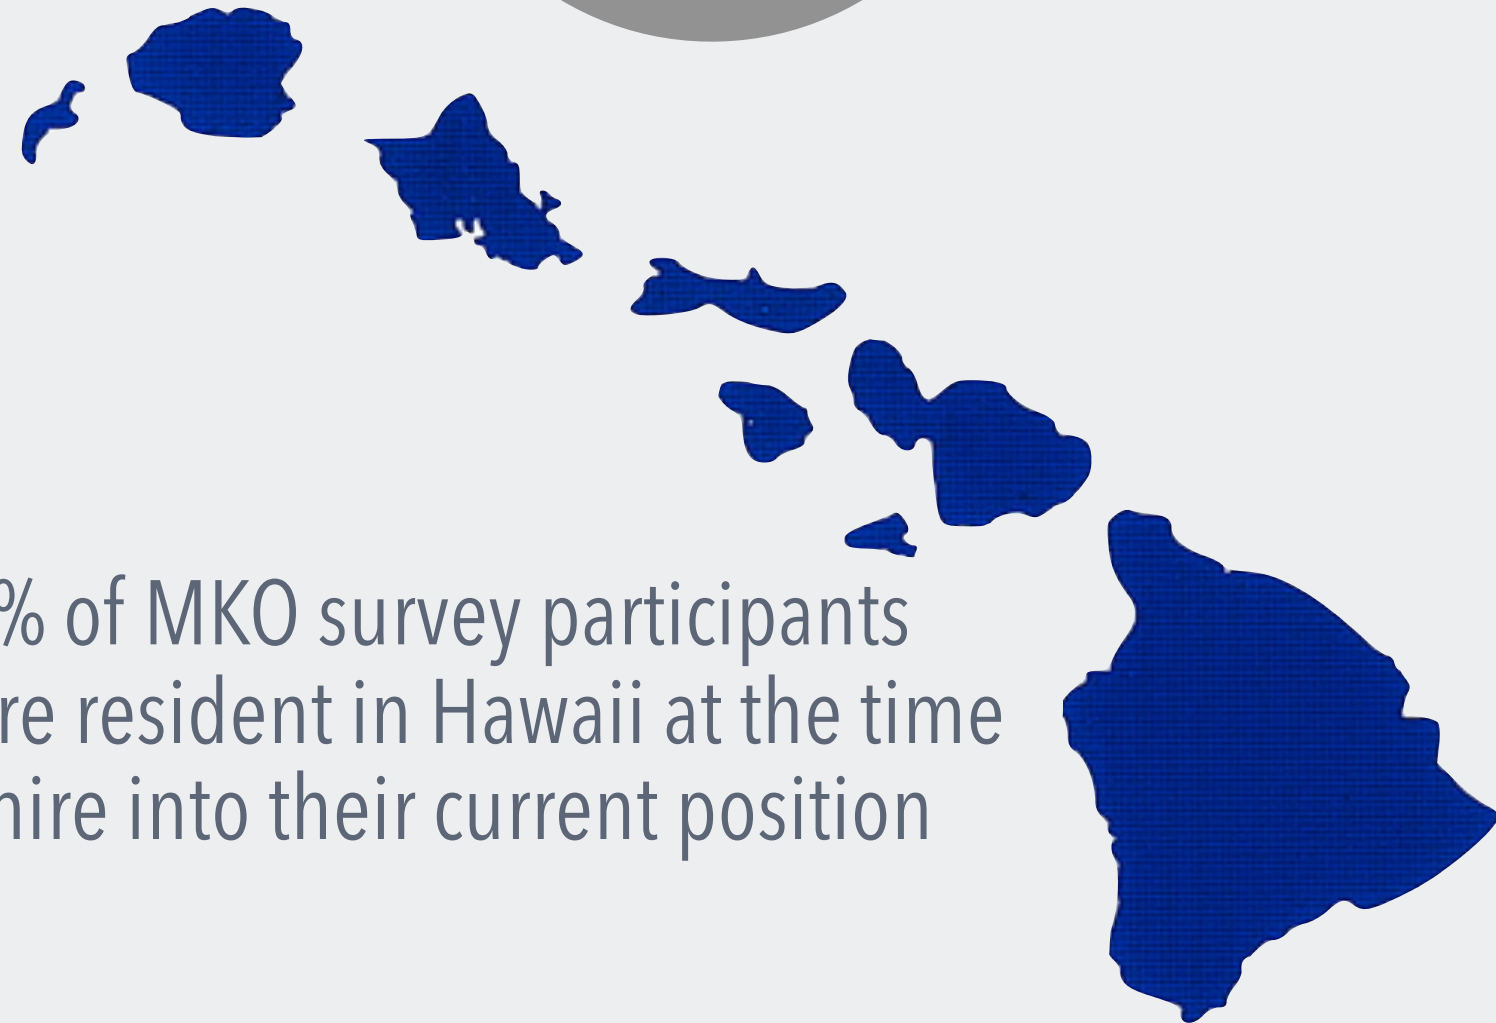 % of MKO survey participants
re resident in Hawaii at the time
hire into their current position